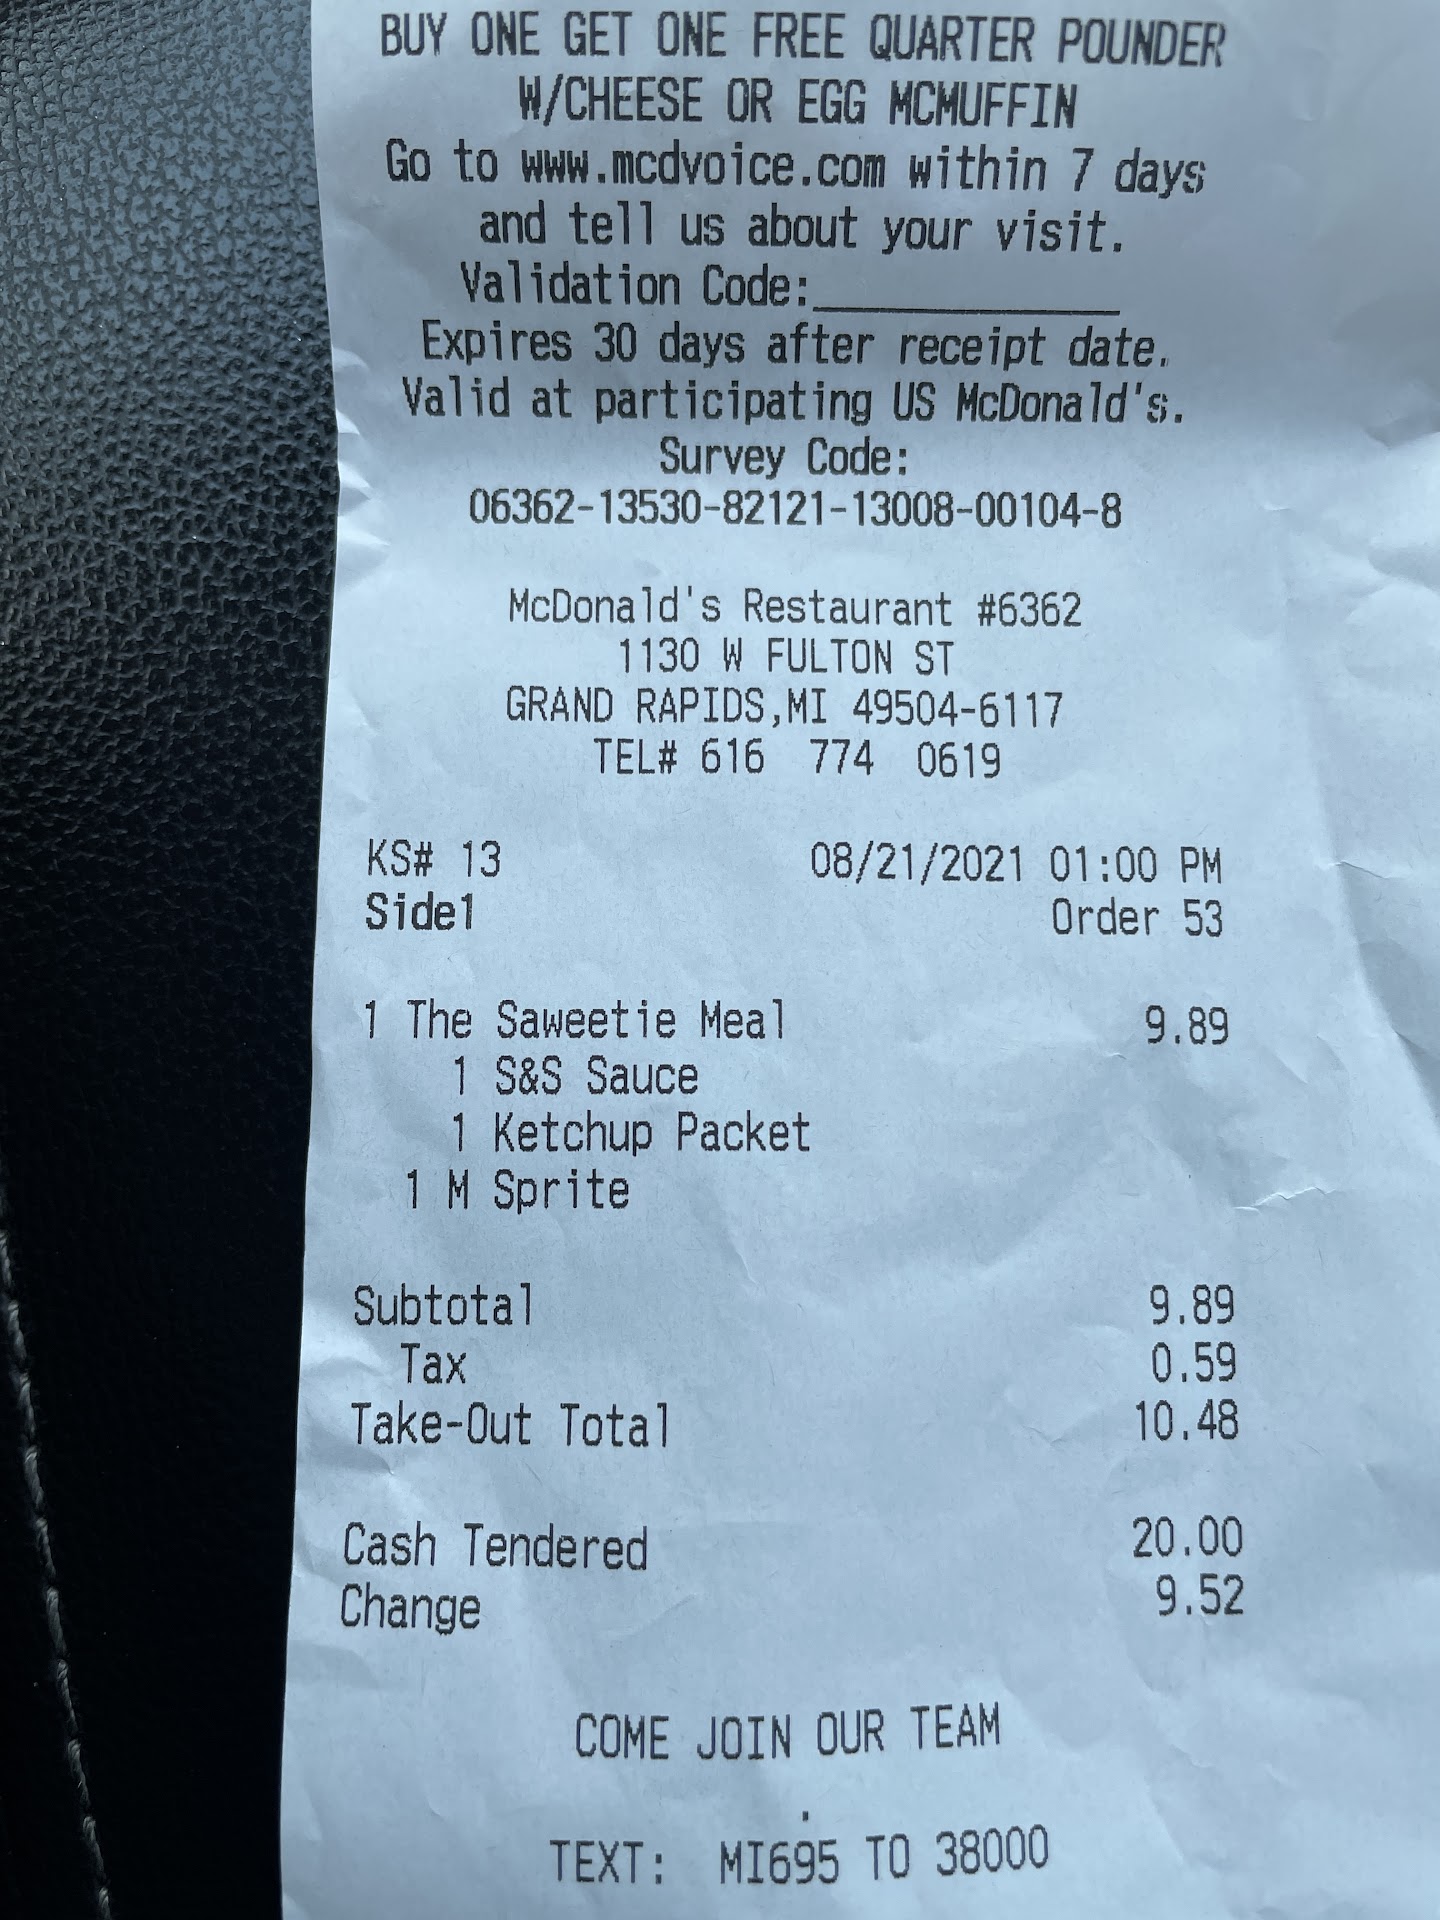 BUY ONE GET ONE FREE QUARTER POUNDER
W/CHEESE OR EGG MCMUFFIN
Go to www.mcdvoice.com within 7 days
and tell us about your visit.
Validation Code:____________
Expires 30 days after receipt date.
Valid at participating US McDonald's.
Survey Code:
06362-13530-82121-13008-00104-8
McDonald's Restaurant #6362
1130 W FULTON ST
GRAND RAPIDS,MI 49504-6117
TEL# 616 774 0619
KS# 13 08/21/2021 01:00 PM
Side1 Order 53
1 The Saweetie Meal 9.89
1 S&S Sauce
1 Ketchup Packet
1 M Sprite
Subtotal 9.89
Tax 0.59
Take-Out Total 10.48
Cash Tendered 20.00
Change 9.52
COME JOIN OUR TEAM
.
TEXT: MI695 TO 38000